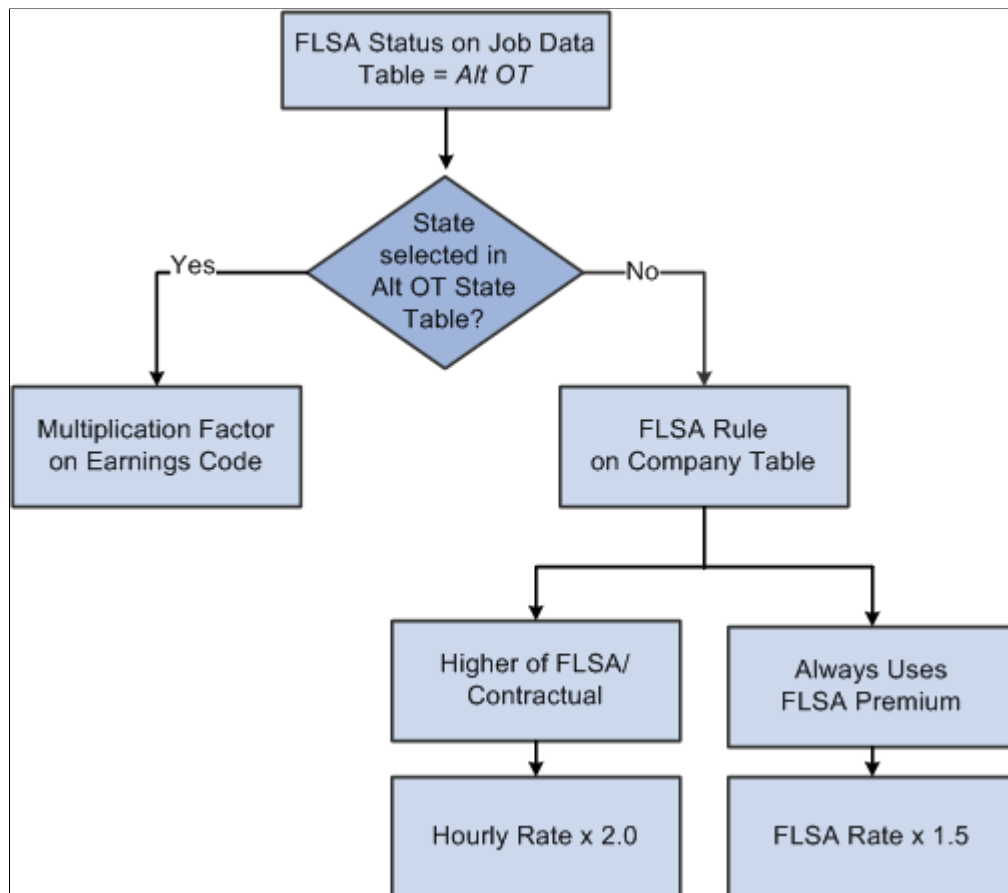 FLSA Status on Job Data
Table = Alt OT
State
selected in
Alt OT State
Table?
Yes
No
Multiplication Factor
on Earnings Code
FLSA Rule
on Company Table
Higher of FLSA/
Contractual
Always Uses
FLSA Premium
Hourly Rate x 2.0
FLSA Rate x 1.5